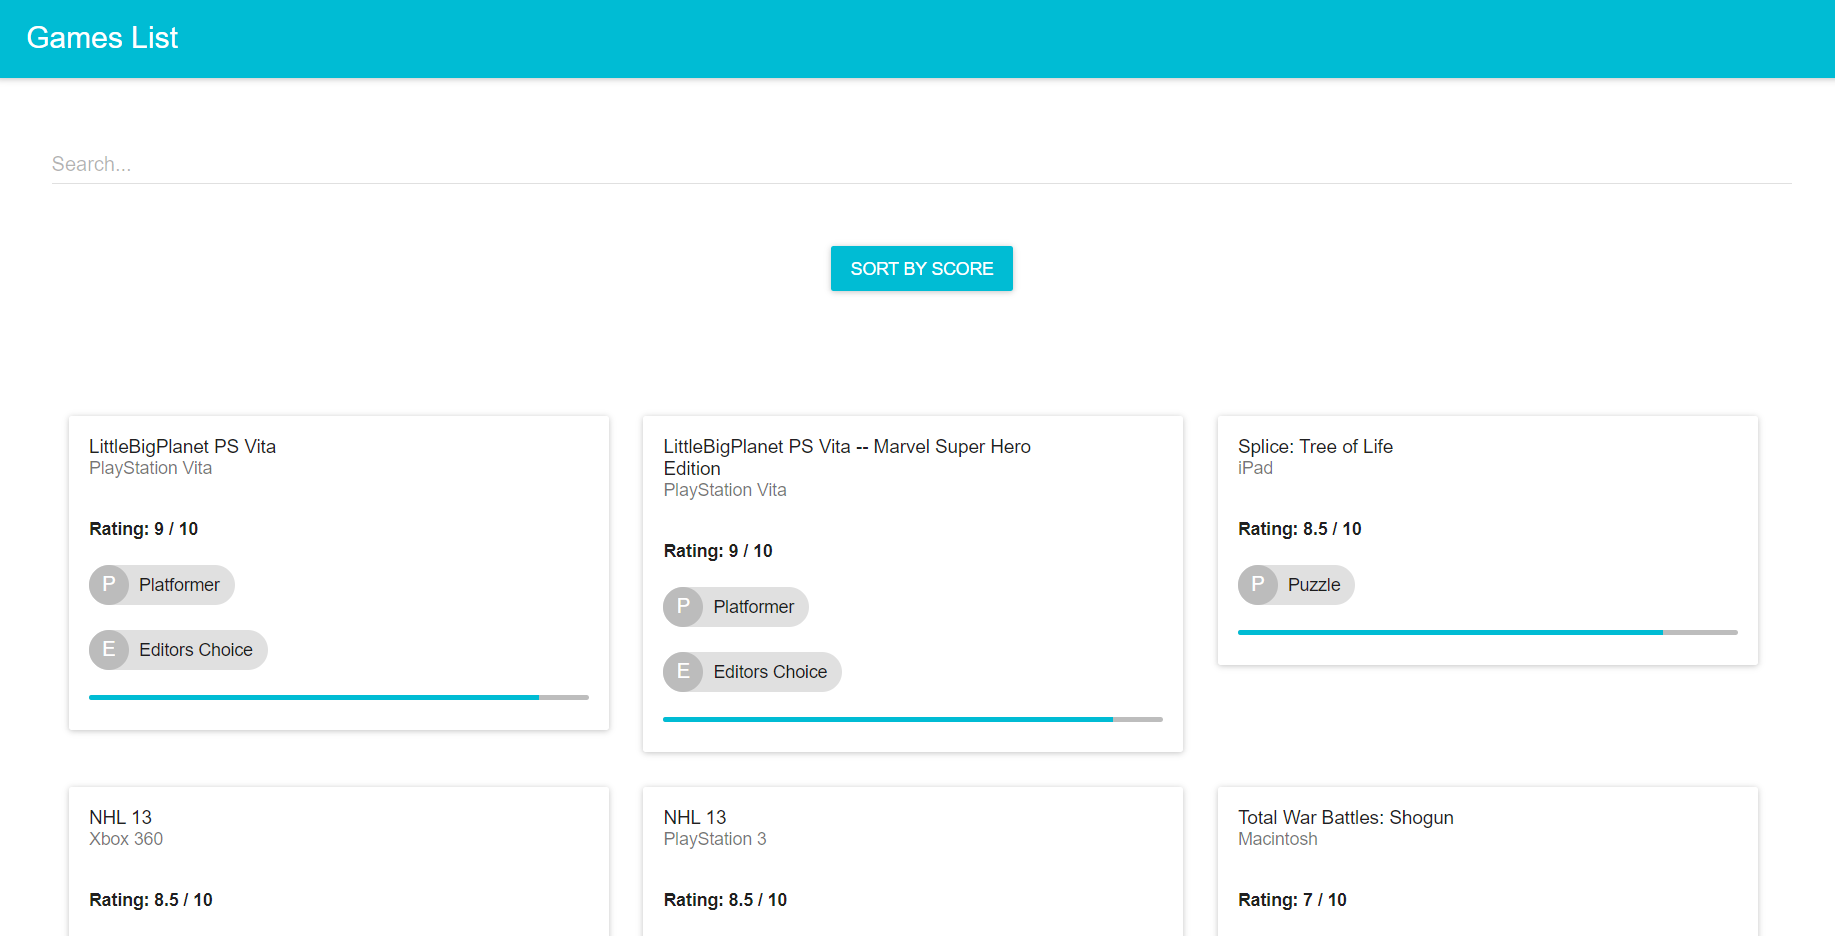 Games List
Search...
SORT BY SCORE
LittleBigPlanet PS Vita
PlayStation Vita
Rating: 9 / 10
P Platformer
E Editors Choice
LittleBigPlanet PS Vita -- Marvel Super Hero
Edition
PlayStation Vita
Rating: 9 / 10
P Platformer
E Editors Choice
Splice: Tree of Life
iPad
Rating: 8.5 / 10
P Puzzle
NHL 13
Xbox 360
Rating: 8.5 / 10
NHL 13
PlayStation 3
Rating: 8.5 / 10
Total War Battles: Shogun
Macintosh
Rating: 7 / 10